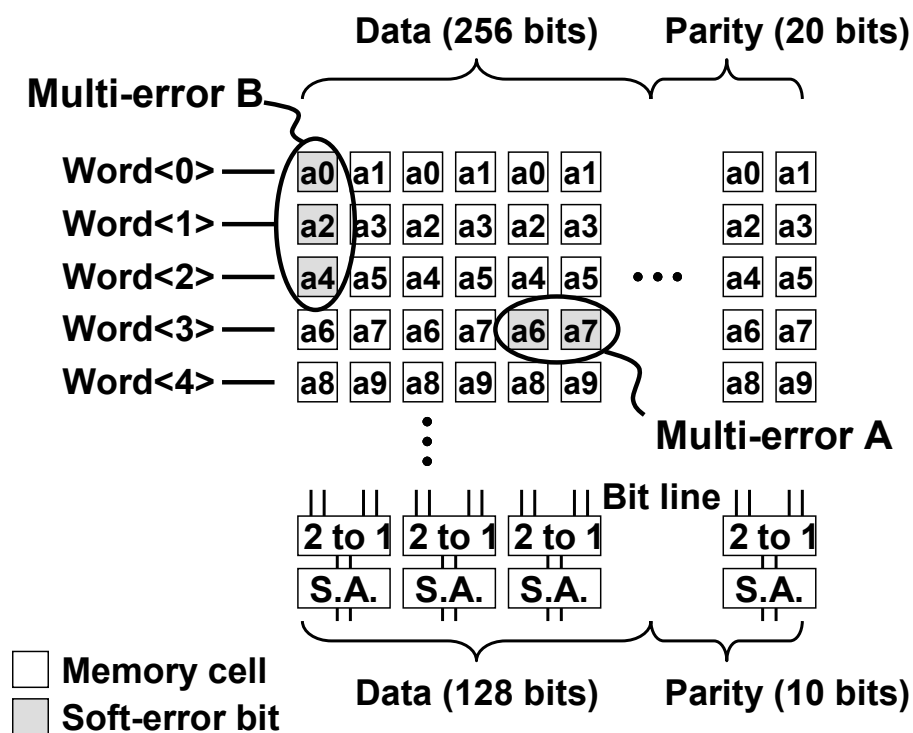 Data (256 bits) Parity (20 bits)
Multi-error B
Word<0> a0 a1 a0 a1 a0 a1 a0 a1
Word<1> a2 a3 a2 a3 a2 a3 a2 a3
Word<2> a4 a5 a4 a5 a4 a5 a4 a5
Word<3> a6 a7 a6 a7 a6 a7 a6 a7
Word<4> a8 a9 a8 a9 a8 a9 a8 a9
Multi-error A
Bit line
2 to 1 2 to 1 2 to 1 2 to 1
S.A. S.A. S.A. S.A.
Memory cell
Data (128 bits) Parity (10 bits)
Soft-error bit